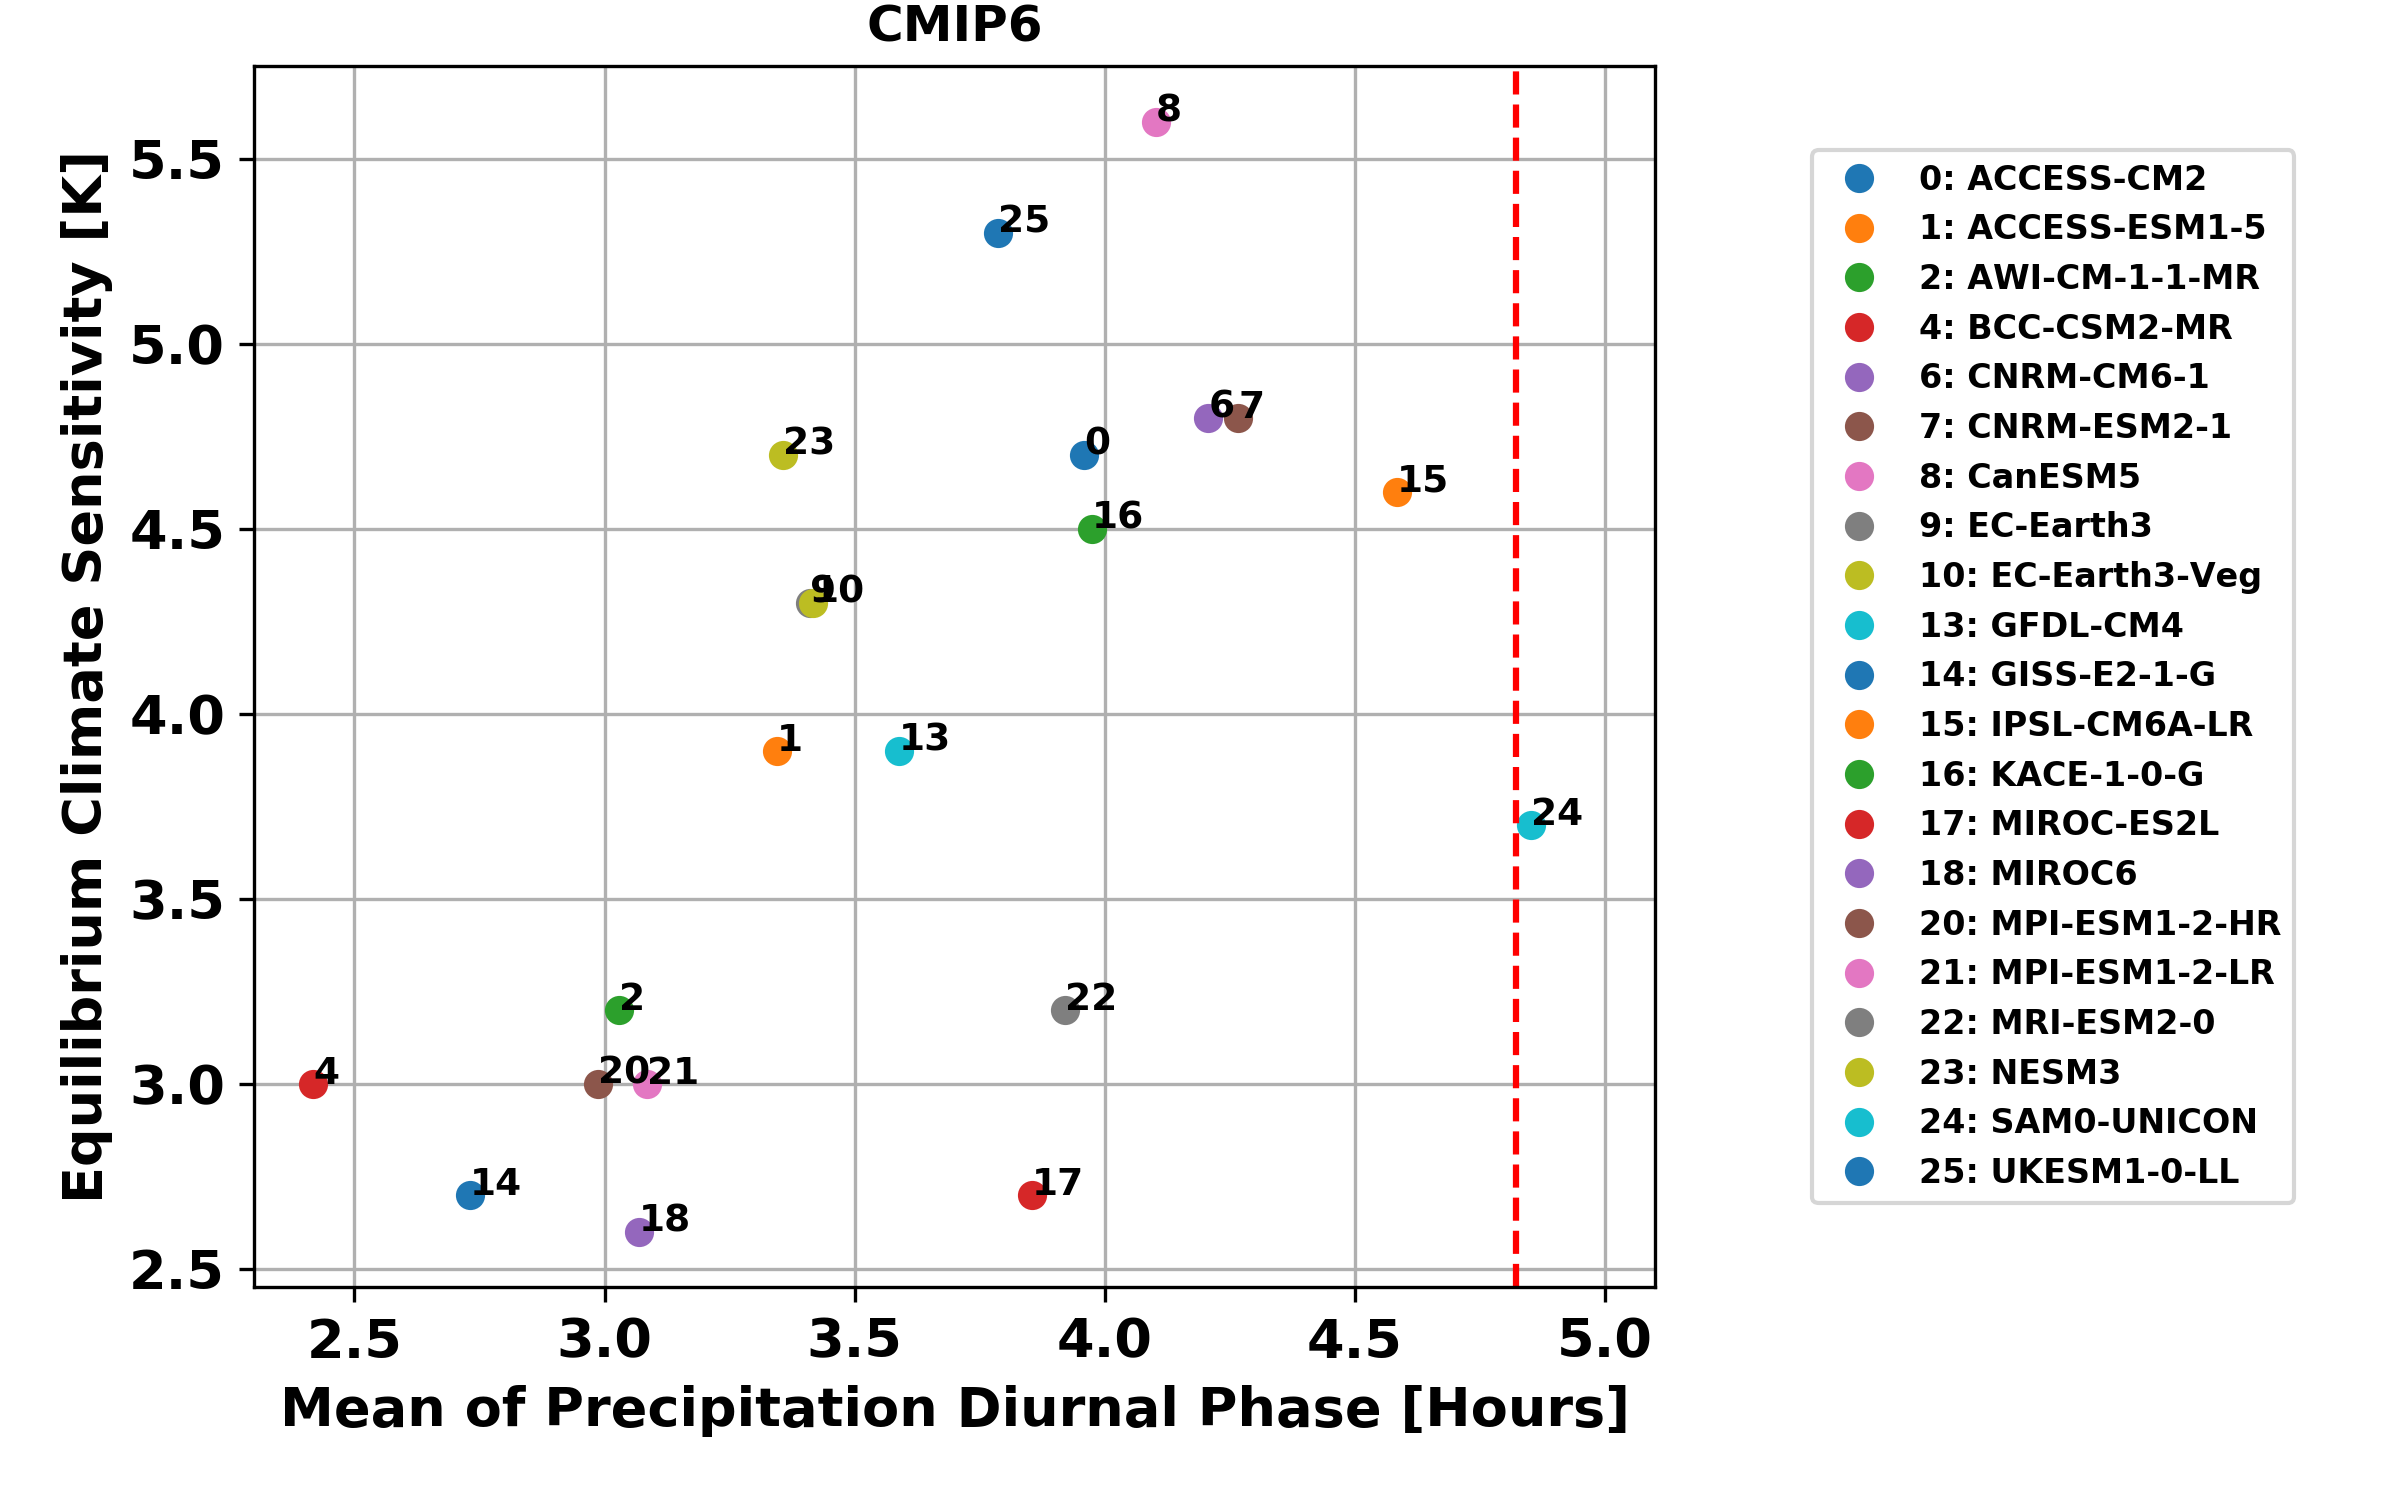 CMIP6
Equilibrium Climate Sensitivity [K]
5.5
5.0
4.5
4.0
3.5
3.0
2.5
8
25
6
7
23
0
15
16
9
10
1
13
24
2
22
4
20
21
14
17
18
2.5
3.0
3.5
4.0
4.5
5.0
Mean of Precipitation Diurnal Phase [Hours]
0: ACCESS-CM2
1: ACCESS-ESM1-5
2: AWI-CM-1-1-MR
4: BCC-CSM2-MR
6: CNRM-CM6-1
7: CNRM-ESM2-1
8: CanESM5
9: EC-Earth3
10: EC-Earth3-Veg
13: GFDL-CM4
14: GISS-E2-1-G
15: IPSL-CM6A-LR
16: KACE-1-0-G
17: MIROC-ES2L
18: MIROC6
20: MPI-ESM1-2-HR
21: MPI-ESM1-2-LR
22: MRI-ESM2-0
23: NESM3
24: SAM0-UNICON
25: UKESM1-0-LL